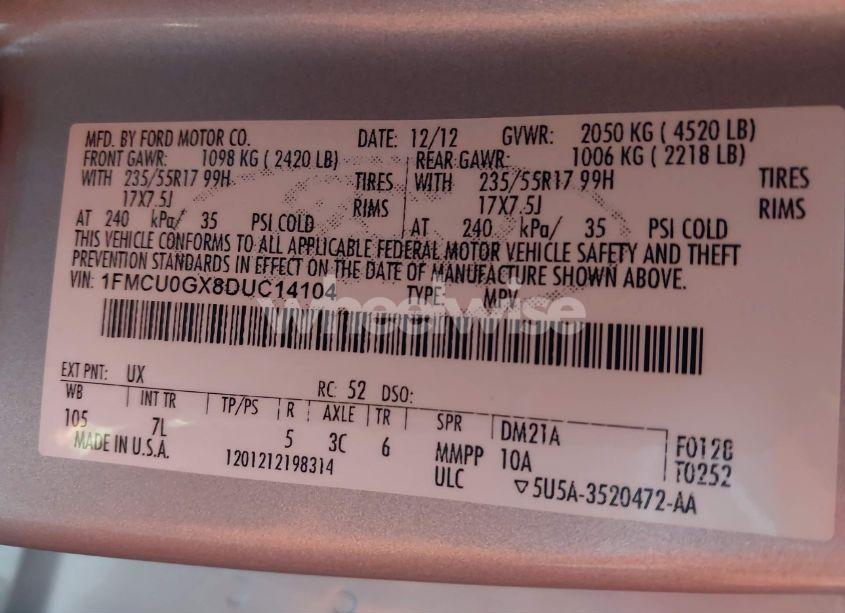 MFD. BY FORD MOTOR CO. DATE: 12/12 GVWR: 2050 KG ( 4520 LB)
FRONT GAWR: 1098 KG ( 2420 LB) REAR GAWR: 1006 KG ( 2218 LB)
WITH 235/55R17 99H TIRES WITH 235/55R17 99H TIRES
17X7.5J RIMS 17X7.5J RIMS
AT 240 kPa/ 35 PSI COLD AT 240 kPa/ 35 PSI COLD
THIS VEHICLE CONFORMS TO ALL APPLICABLE FEDERAL MOTOR VEHICLE SAFETY AND THEFT
PREVENTION STANDARDS IN EFFECT ON THE DATE OF MANUFACTURE SHOWN ABOVE.
VIN: 1FMCU0GX8DUC14104 TYPE: MPV
wheelwise
EXT PNT: UX RC: 52 DSO:
WB INT TR TP/PS R AXLE TR SPR DM21A F0128
105 7L 5 3C 6 MMPP 10A T0252
MADE IN U.S.A. 1201212198314 ULC ▽5U5A-3520472-AA